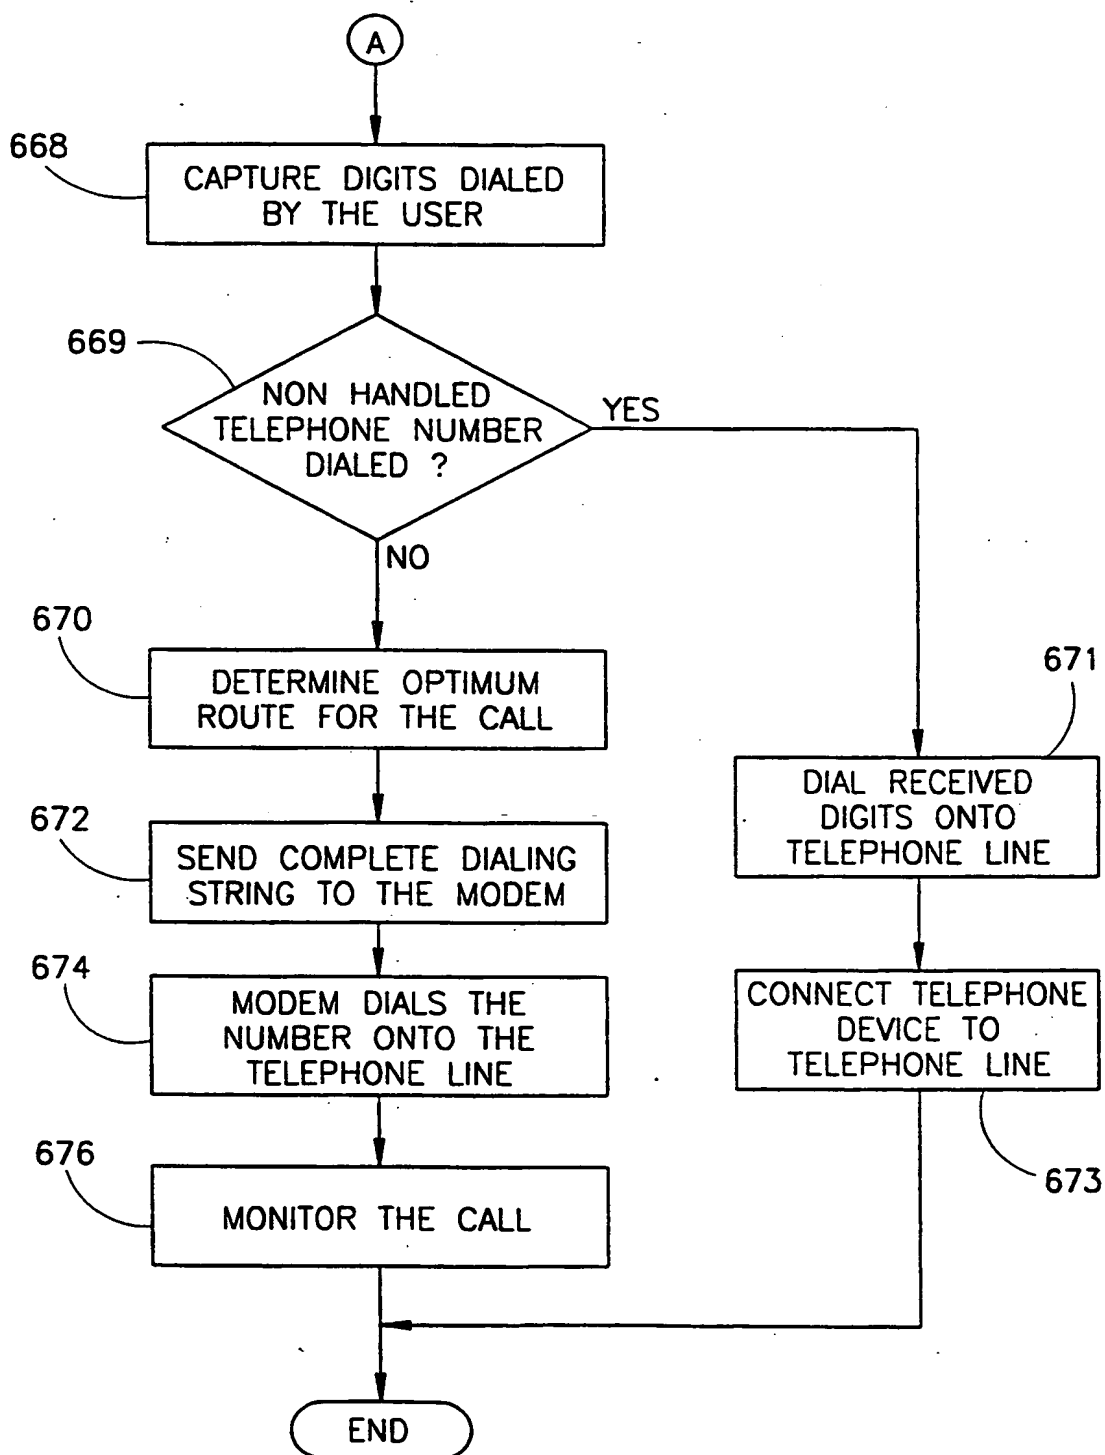 A
668
CAPTURE DIGITS DIALED
BY THE USER
669
NON HANDLED
TELEPHONE NUMBER
DIALED ?
YES
NO
670
DETERMINE OPTIMUM
ROUTE FOR THE CALL
671
DIAL RECEIVED
DIGITS ONTO
TELEPHONE LINE
672
SEND COMPLETE DIALING
STRING TO THE MODEM
674
MODEM DIALS THE
NUMBER ONTO THE
TELEPHONE LINE
CONNECT TELEPHONE
DEVICE TO
TELEPHONE LINE
673
676
MONITOR THE CALL
END